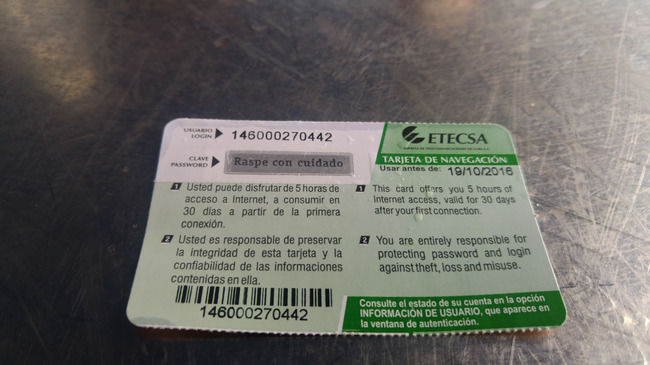 USUARIO
LOGIN
146000270442
CLAVE
PASSWORD
Raspe con cuidado
ETECSA
TARJETA DE NAVEGACIÓN
Usar antes de: 19/10/2016
1 Usted puede disfrutar de 5 horas de
acceso a Internet, a consumir en
30 días a partir de la primera
conexión.
2 Usted es responsable de preservar
la integridad de esta tarjeta y la
confiabilidad de las informaciones
contenidas en ella.
146000270442
1 This card offers you 5 hours of
Internet access, valid for 30 days
after your first connection.
2 You are entirely responsible for
protecting password and login
against theft, loss and misuse.
Consulte el estado de su cuenta en la opción
INFORMACIÓN DE USUARIO, que aparece en
la ventana de autenticación.